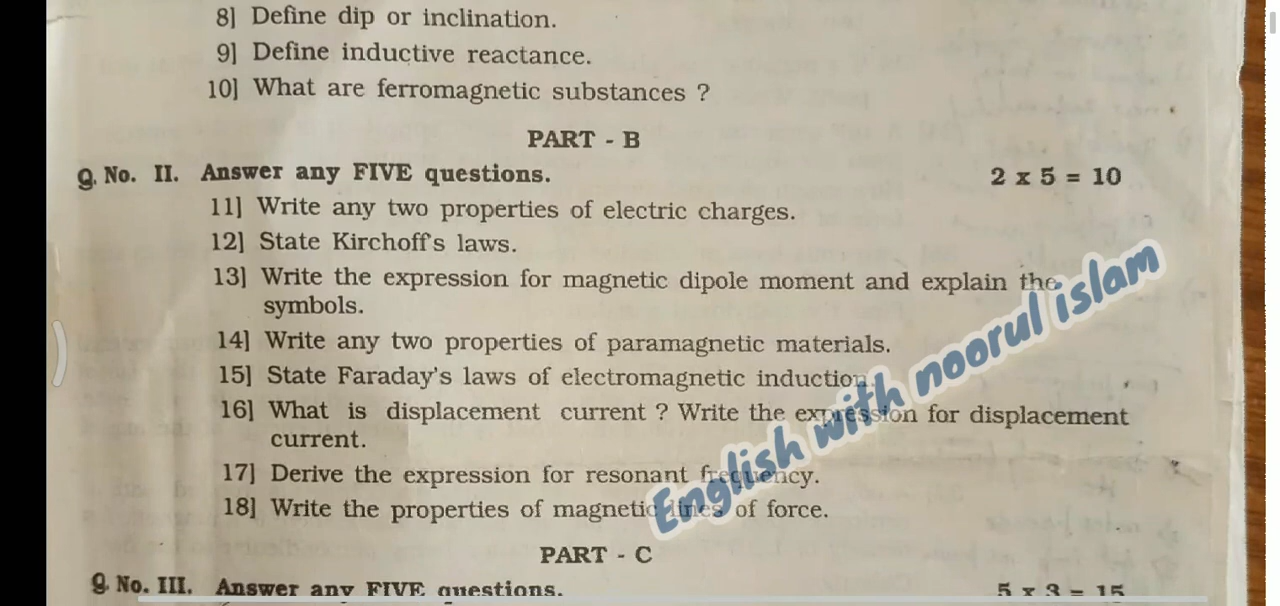 8] Define dip or inclination.
9] Define inductive reactance.
10] What are ferromagnetic substances ?
PART - B
Q. No. II. Answer any FIVE questions. 2 x 5 = 10
11] Write any two properties of electric charges.
12] State Kirchoff's laws.
13] Write the expression for magnetic dipole moment and explain the
symbols.
14] Write any two properties of paramagnetic materials.
15] State Faraday's laws of electromagnetic induction.
16] What is displacement current ? Write the expression for displacement
current.
17] Derive the expression for resonant frequency.
18] Write the properties of magnetic lines of force.
English with noorul islam
PART - C
Q. No. III. Answer any FIVE questions. 5 x 3 = 15